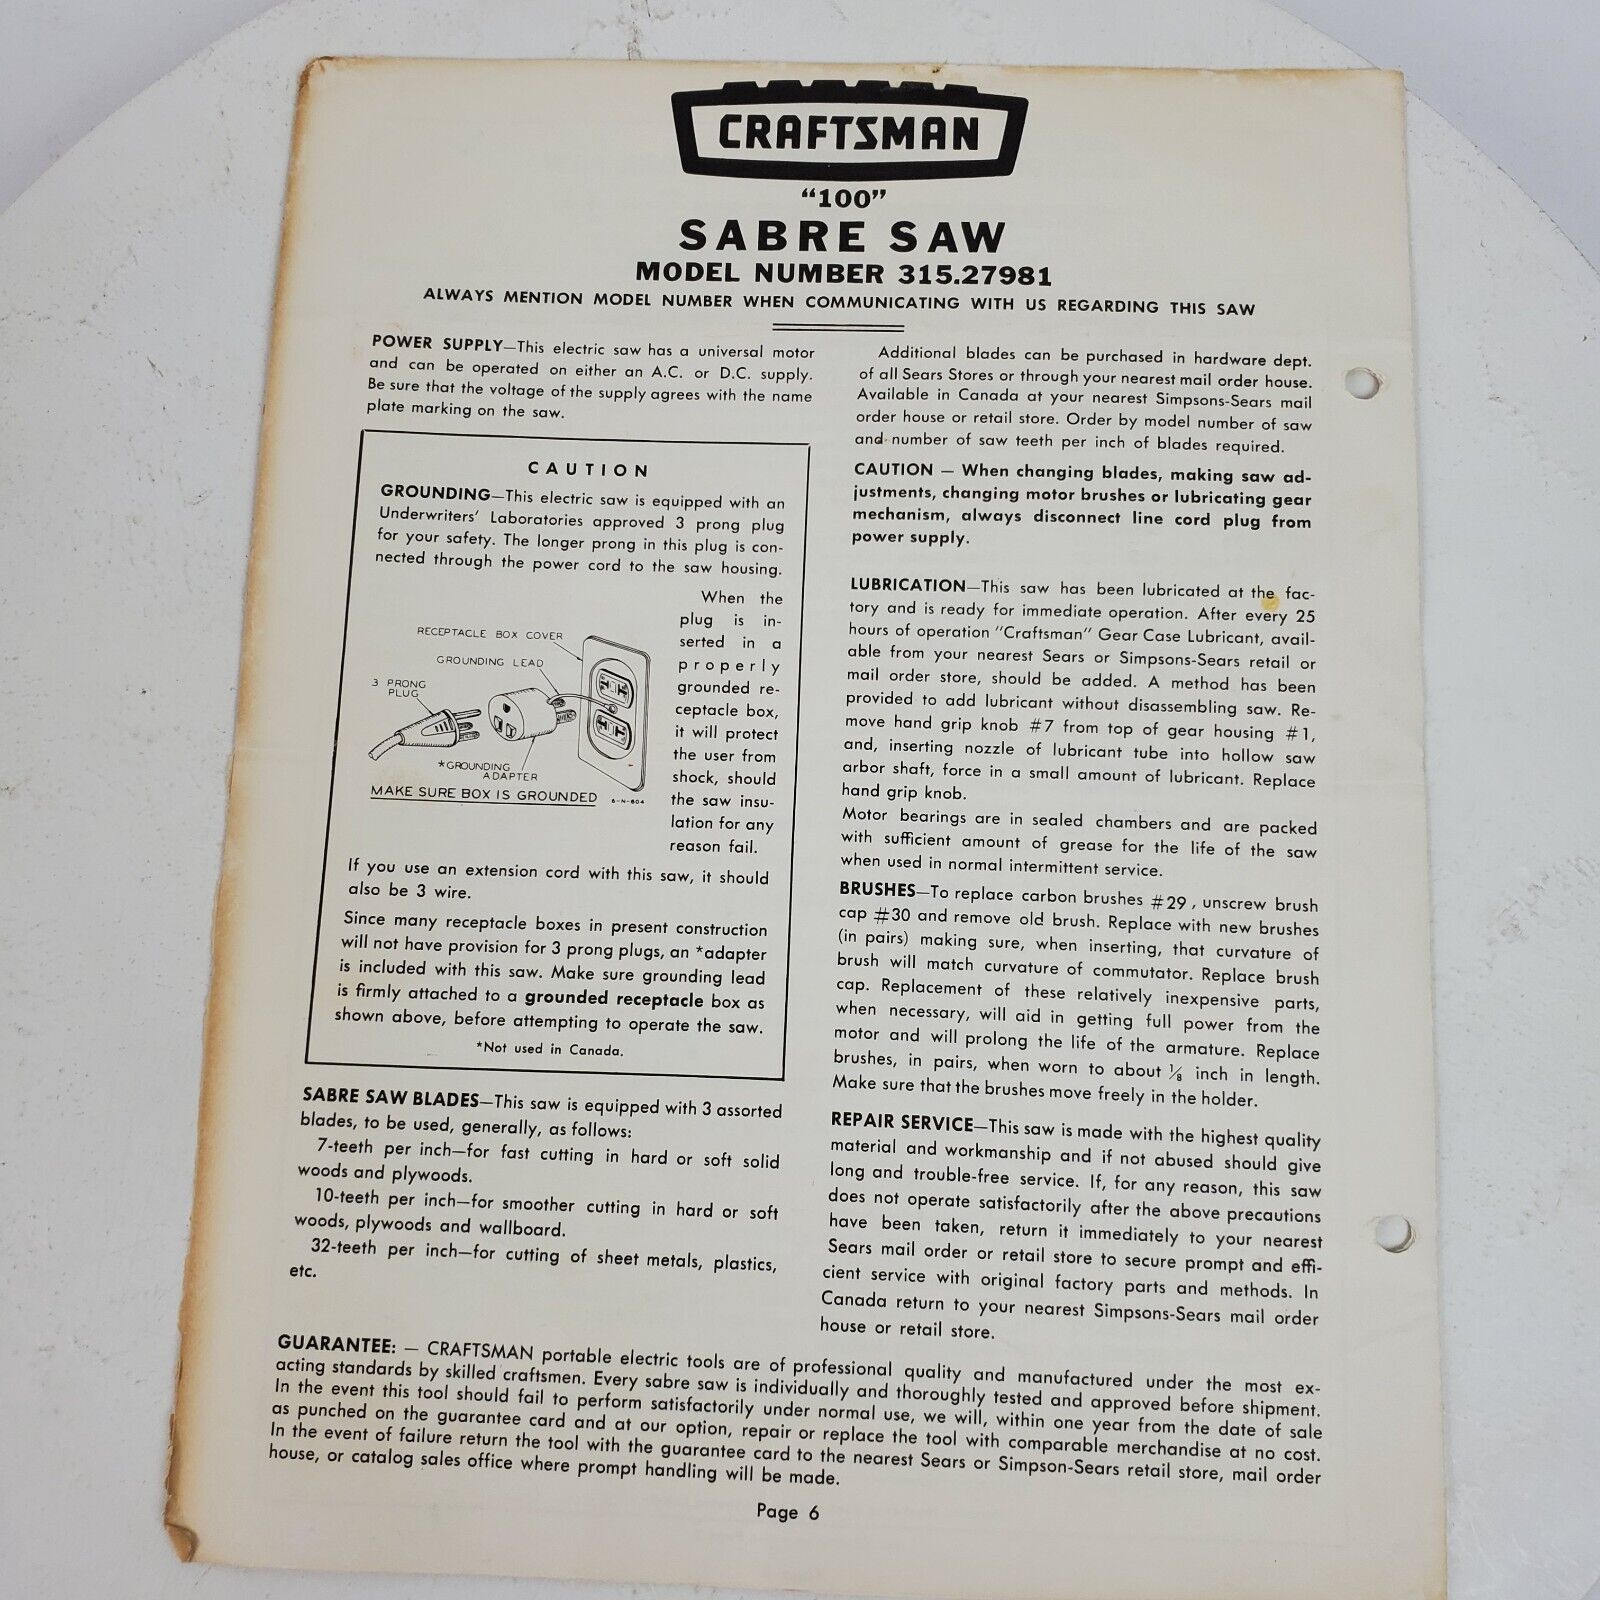 CRAFTSMAN
"100"
SABRE SAW
MODEL NUMBER 315.27981
ALWAYS MENTION MODEL NUMBER WHEN COMMUNICATING WITH US REGARDING THIS SAW
POWER SUPPLY—This electric saw has a universal motor
and can be operated on either an A.C. or D.C. supply.
Be sure that the voltage of the supply agrees with the name
plate marking on the saw.
CAUTION
GROUNDING—This electric saw is equipped with an
Underwriters' Laboratories approved 3 prong plug
for your safety. The longer prong in this plug is con-
nected through the power cord to the saw housing.
When the
plug is in-
serted in a
properly
grounded re-
ceptacle box,
it will protect
the user from
shock, should
the saw insu-
lation for any
reason fail.
RECEPTACLE BOX COVER
GROUNDING LEAD
3 PRONG
PLUG
*GROUNDING
ADAPTER
MAKE SURE BOX IS GROUNDED
6-N-604
If you use an extension cord with this saw, it should
also be 3 wire.
Since many receptacle boxes in present construction
will not have provision for 3 prong plugs, an *adapter
is included with this saw. Make sure grounding lead
is firmly attached to a grounded receptacle box as
shown above, before attempting to operate the saw.
*Not used in Canada.
SABRE SAW BLADES—This saw is equipped with 3 assorted
blades, to be used, generally, as follows:
7-teeth per inch—for fast cutting in hard or soft solid
woods and plywoods.
10-teeth per inch—for smoother cutting in hard or soft
woods, plywoods and wallboard.
32-teeth per inch—for cutting of sheet metals, plastics,
etc.
Additional blades can be purchased in hardware dept.
of all Sears Stores or through your nearest mail order house.
Available in Canada at your nearest Simpsons-Sears mail
order house or retail store. Order by model number of saw
and number of saw teeth per inch of blades required.
CAUTION — When changing blades, making saw ad-
justments, changing motor brushes or lubricating gear
mechanism, always disconnect line cord plug from
power supply.
LUBRICATION—This saw has been lubricated at the fac-
tory and is ready for immediate operation. After every 25
hours of operation "Craftsman" Gear Case Lubricant, avail-
able from your nearest Sears or Simpsons-Sears retail or
mail order store, should be added. A method has been
provided to add lubricant without disassembling saw. Re-
move hand grip knob #7 from top of gear housing #1,
and, inserting nozzle of lubricant tube into hollow saw
arbor shaft, force in a small amount of lubricant. Replace
hand grip knob.
Motor bearings are in sealed chambers and are packed
with sufficient amount of grease for the life of the saw
when used in normal intermittent service.
BRUSHES—To replace carbon brushes #29, unscrew brush
cap #30 and remove old brush. Replace with new brushes
(in pairs) making sure, when inserting, that curvature of
brush will match curvature of commutator. Replace brush
cap. Replacement of these relatively inexpensive parts,
when necessary, will aid in getting full power from the
motor and will prolong the life of the armature. Replace
brushes, in pairs, when worn to about ⅛ inch in length.
Make sure that the brushes move freely in the holder.
REPAIR SERVICE—This saw is made with the highest quality
material and workmanship and if not abused should give
long and trouble-free service. If, for any reason, this saw
does not operate satisfactorily after the above precautions
have been taken, return it immediately to your nearest
Sears mail order or retail store to secure prompt and effi-
cient service with original factory parts and methods. In
Canada return to your nearest Simpsons-Sears mail order
house or retail store.
GUARANTEE: — CRAFTSMAN portable electric tools are of professional quality and manufactured under the most ex-
acting standards by skilled craftsmen. Every sabre saw is individually and thoroughly tested and approved before shipment.
In the event this tool should fail to perform satisfactorily under normal use, we will, within one year from the date of sale
as punched on the guarantee card and at our option, repair or replace the tool with comparable merchandise at no cost.
In the event of failure return the tool with the guarantee card to the nearest Sears or Simpson-Sears retail store, mail order
house, or catalog sales office where prompt handling will be made.
Page 6